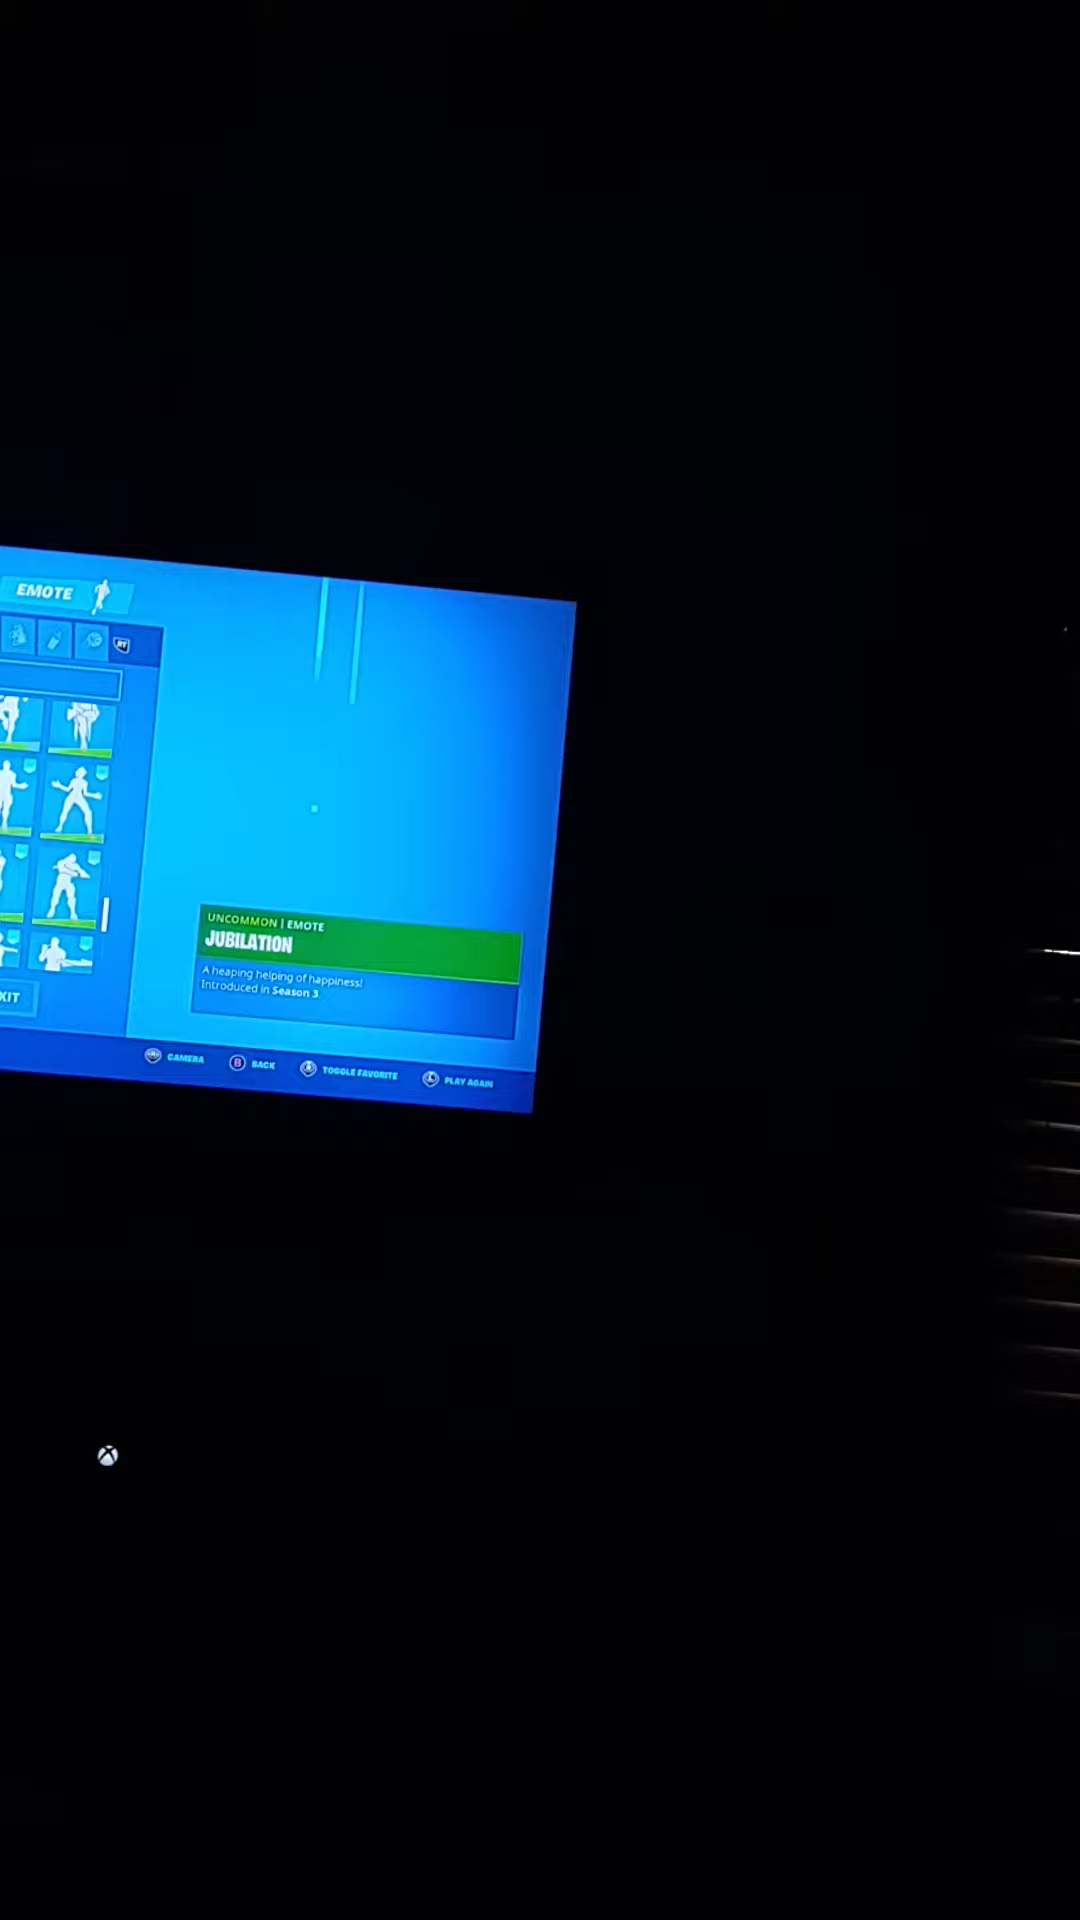 EMOTE
RT
UNCOMMON | EMOTE
JUBILATION
A heaping helping of happiness!
Introduced in Season 3.
XIT
CAMERA
B BACK
TOGGLE FAVORITE
PLAY AGAIN